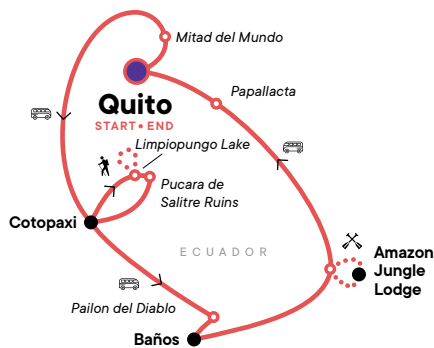 Mitad del Mundo
Papallacta
Quito
START • END
Limpiopungo Lake
Pucara de
Salitre Ruins
Cotopaxi
ECUADOR
Amazon
Jungle
Lodge
Pailon del Diablo
Baños